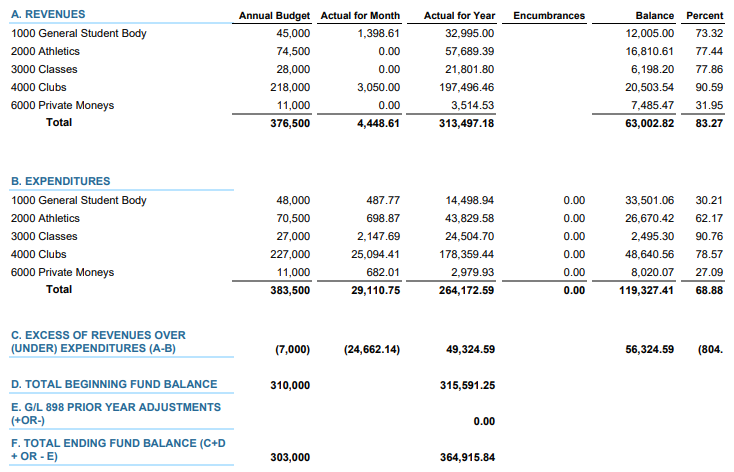 A. REVENUES Annual Budget Actual for Month Actual for Year Encumbrances Balance Percent
1000 General Student Body 45,000 1,398.61 32,995.00 12,005.00 73.32
2000 Athletics 74,500 0.00 57,689.39 16,810.61 77.44
3000 Classes 28,000 0.00 21,801.80 6,198.20 77.86
4000 Clubs 218,000 3,050.00 197,496.46 20,503.54 90.59
6000 Private Moneys 11,000 0.00 3,514.53 7,485.47 31.95
Total 376,500 4,448.61 313,497.18 63,002.82 83.27
B. EXPENDITURES
1000 General Student Body 48,000 487.77 14,498.94 0.00 33,501.06 30.21
2000 Athletics 70,500 698.87 43,829.58 0.00 26,670.42 62.17
3000 Classes 27,000 2,147.69 24,504.70 0.00 2,495.30 90.76
4000 Clubs 227,000 25,094.41 178,359.44 0.00 48,640.56 78.57
6000 Private Moneys 11,000 682.01 2,979.93 0.00 8,020.07 27.09
Total 383,500 29,110.75 264,172.59 0.00 119,327.41 68.88
C. EXCESS OF REVENUES OVER
(UNDER) EXPENDITURES (A-B) (7,000) (24,662.14) 49,324.59 56,324.59 (804.
D. TOTAL BEGINNING FUND BALANCE 310,000 315,591.25
E. G/L 898 PRIOR YEAR ADJUSTMENTS
(+OR-) 0.00
F. TOTAL ENDING FUND BALANCE (C+D
+ OR - E) 303,000 364,915.84